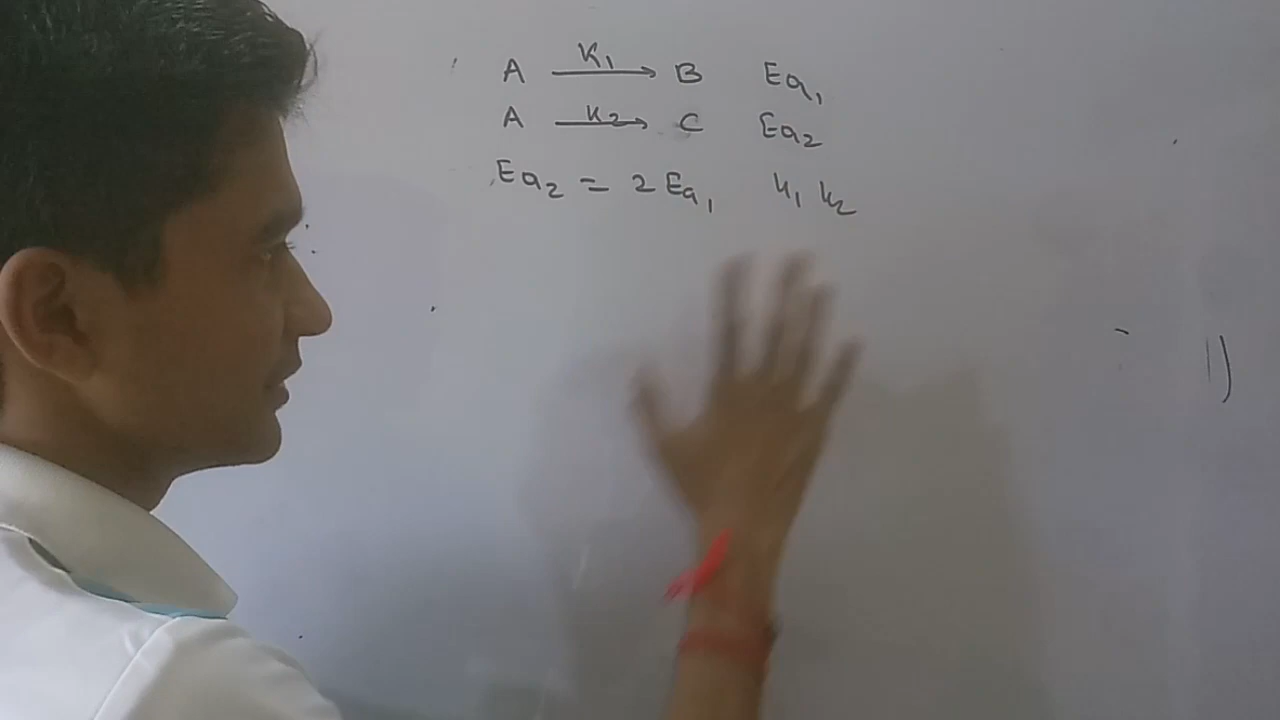 A K1 → B Ea1
A K2 → C Ea2
Ea2 = 2 Ea1 k1 k2